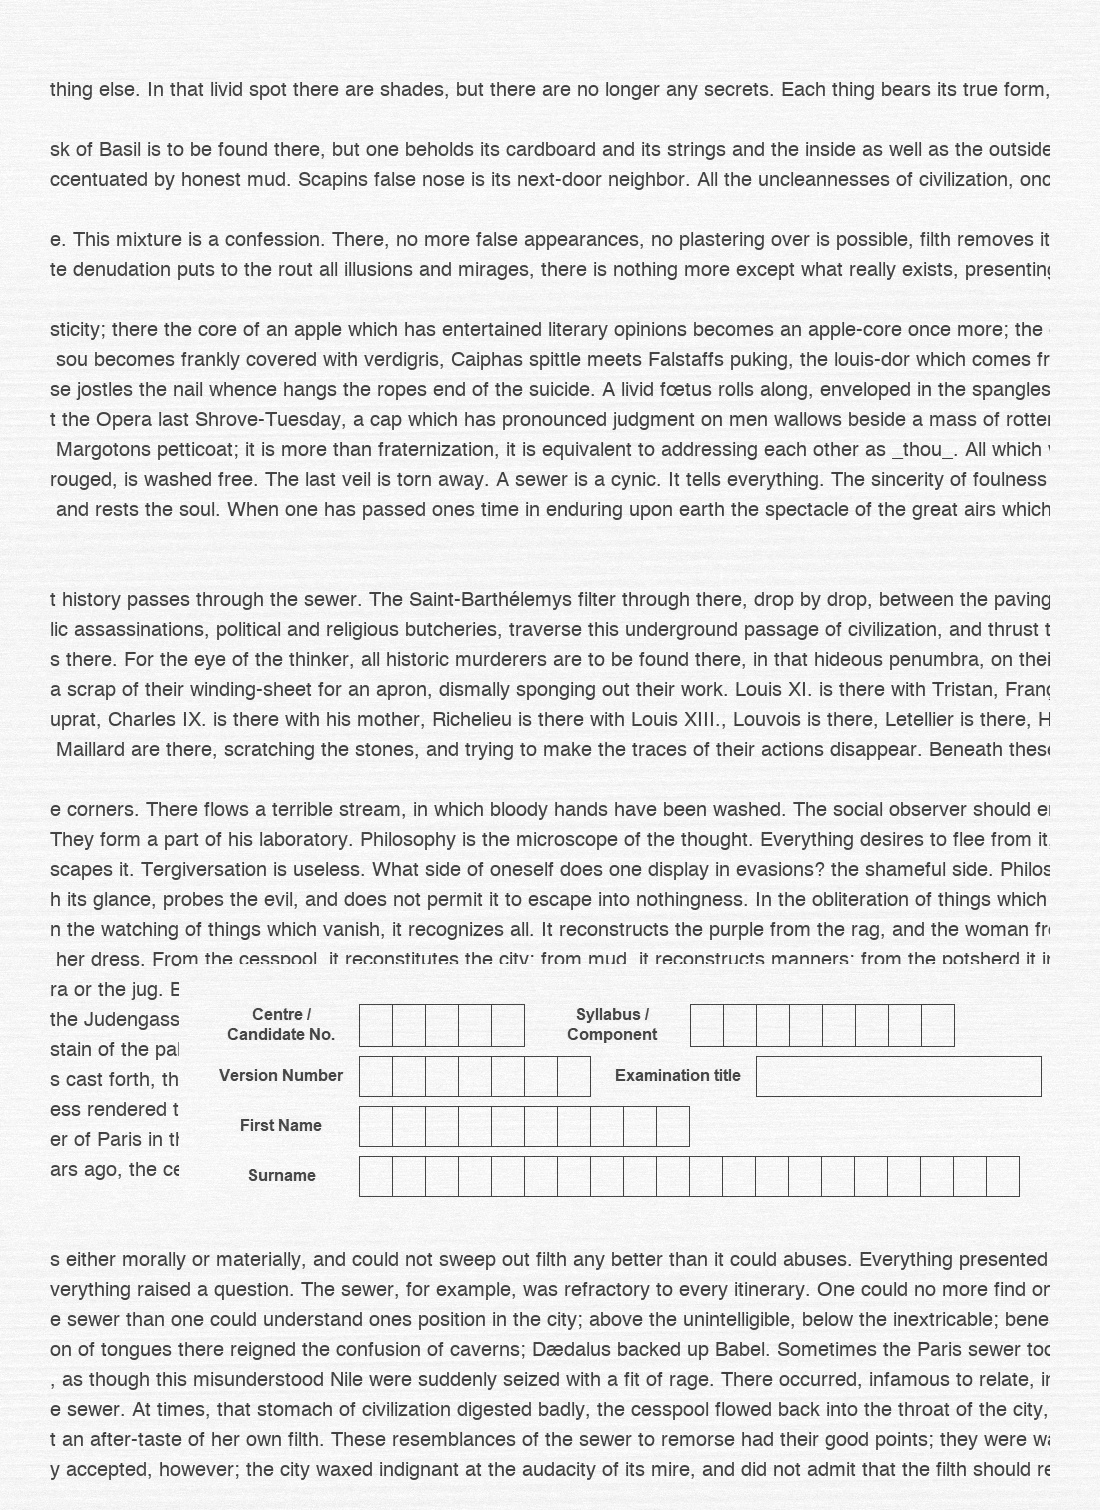 thing else. In that livid spot there are shades, but there are no longer any secrets. Each thing bears its true form,
sk of Basil is to be found there, but one beholds its cardboard and its strings and the inside as well as the outside
ccentuated by honest mud. Scapins false nose is its next-door neighbor. All the uncleannesses of civilization, onc
e. This mixture is a confession. There, no more false appearances, no plastering over is possible, filth removes it
te denudation puts to the rout all illusions and mirages, there is nothing more except what really exists, presenting
sticity; there the core of an apple which has entertained literary opinions becomes an apple-core once more; the
sou becomes frankly covered with verdigris, Caiphas spittle meets Falstaffs puking, the louis-dor which comes fr
se jostles the nail whence hangs the ropes end of the suicide. A livid fœtus rolls along, enveloped in the spangles
t the Opera last Shrove-Tuesday, a cap which has pronounced judgment on men wallows beside a mass of rotten
Margotons petticoat; it is more than fraternization, it is equivalent to addressing each other as _thou_. All which
rouged, is washed free. The last veil is torn away. A sewer is a cynic. It tells everything. The sincerity of foulness
and rests the soul. When one has passed ones time in enduring upon earth the spectacle of the great airs which
t history passes through the sewer. The Saint-Barthélemys filter through there, drop by drop, between the paving
lic assassinations, political and religious butcheries, traverse this underground passage of civilization, and thrust t
s there. For the eye of the thinker, all historic murderers are to be found there, in that hideous penumbra, on thei
a scrap of their winding-sheet for an apron, dismally sponging out their work. Louis XI. is there with Tristan, Franç
uprat, Charles IX. is there with his mother, Richelieu is there with Louis XIII., Louvois is there, Letellier is there, H
Maillard are there, scratching the stones, and trying to make the traces of their actions disappear. Beneath these
e corners. There flows a terrible stream, in which bloody hands have been washed. The social observer should en
They form a part of his laboratory. Philosophy is the microscope of the thought. Everything desires to flee from it,
scapes it. Tergiversation is useless. What side of oneself does one display in evasions? the shameful side. Philos
h its glance, probes the evil, and does not permit it to escape into nothingness. In the obliteration of things which
n the watching of things which vanish, it recognizes all. It reconstructs the purple from the rag, and the woman fro
her dress. From the cesspool, it reconstitutes the city; from mud, it reconstructs manners; from the potsherd it in
ra or the jug. E
the Judengass
stain of the pal
s cast forth, th
ess rendered t
er of Paris in th
ars ago, the ce
Centre /
Candidate No.
Syllabus /
Component
Version Number
Examination title
First Name
Surname
s either morally or materially, and could not sweep out filth any better than it could abuses. Everything presented
verything raised a question. The sewer, for example, was refractory to every itinerary. One could no more find on
e sewer than one could understand ones position in the city; above the unintelligible, below the inextricable; bene
on of tongues there reigned the confusion of caverns; Dædalus backed up Babel. Sometimes the Paris sewer too
, as though this misunderstood Nile were suddenly seized with a fit of rage. There occurred, infamous to relate, in
e sewer. At times, that stomach of civilization digested badly, the cesspool flowed back into the throat of the city,
t an after-taste of her own filth. These resemblances of the sewer to remorse had their good points; they were wa
y accepted, however; the city waxed indignant at the audacity of its mire, and did not admit that the filth should re